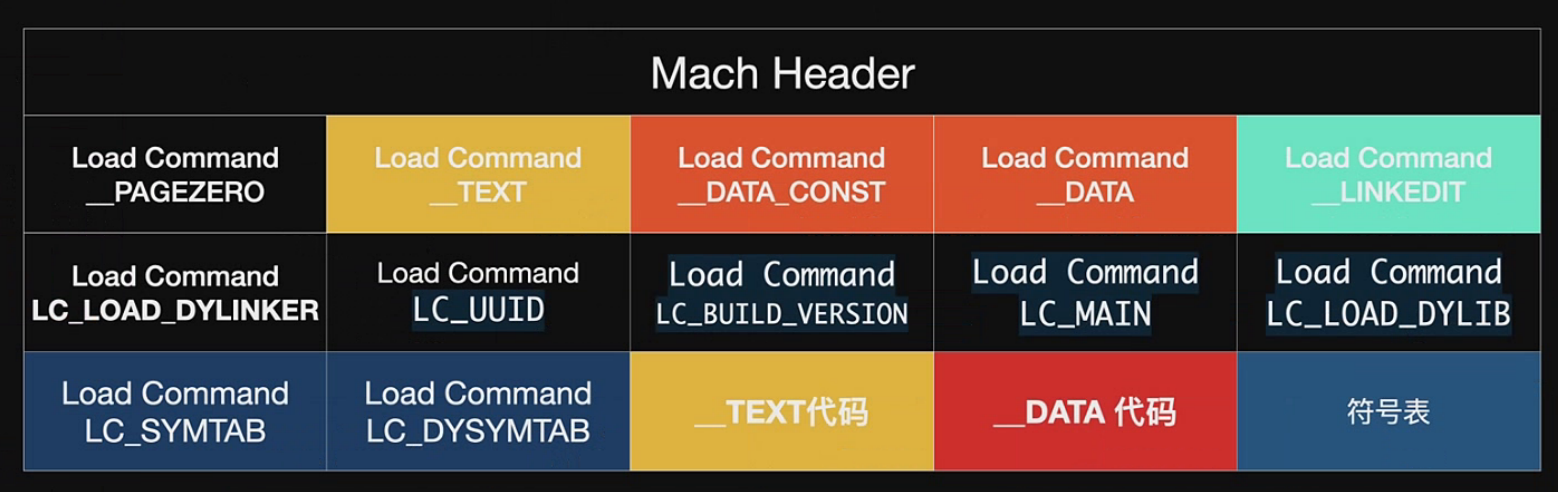 Mach Header
Load Command
__PAGEZERO
Load Command
__TEXT
Load Command
__DATA_CONST
Load Command
__DATA
Load Command
__LINKEDIT
Load Command
LC_LOAD_DYLINKER
Load Command
LC_UUID
Load Command
LC_BUILD_VERSION
Load Command
LC_MAIN
Load Command
LC_LOAD_DYLIB
Load Command
LC_SYMTAB
Load Command
LC_DYSYMTAB
__TEXT代码
__DATA 代码
符号表